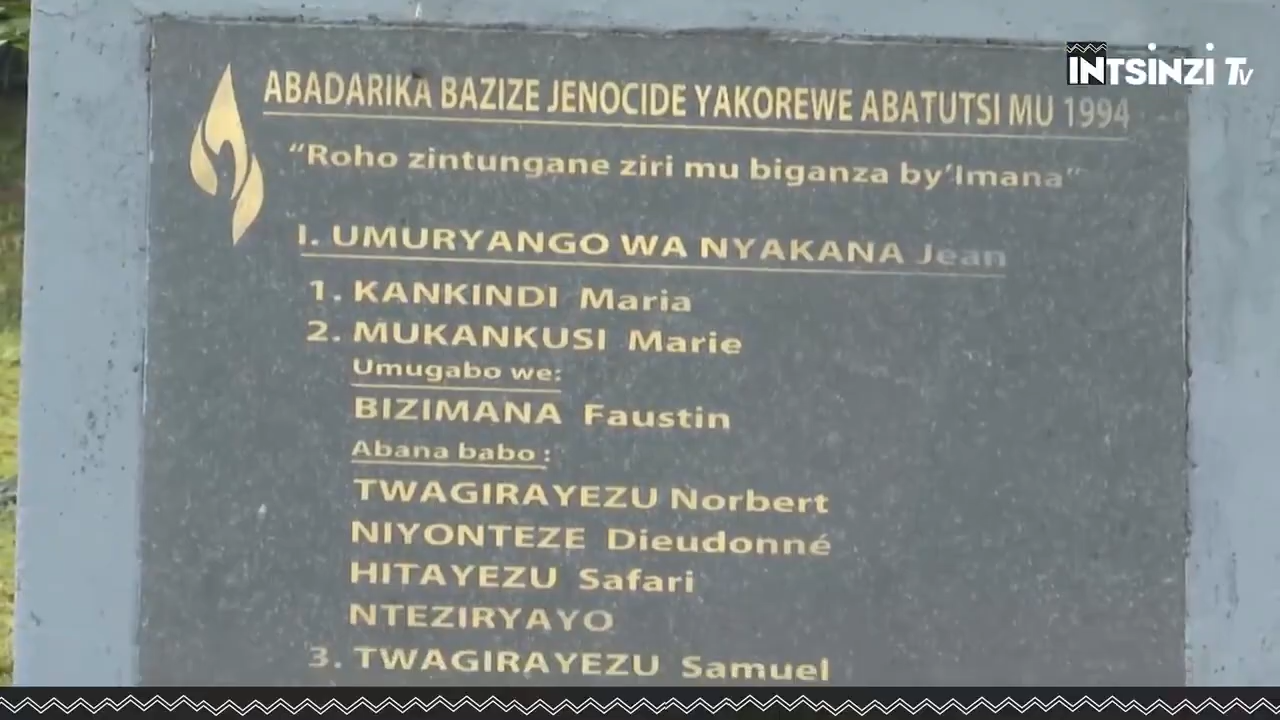 INTSINZI TV
ABADARIKA BAZIZE JENOCIDE YAKOREWE ABATUTSI MU 1994
“Roho zintungane ziri mu biganza by’Imana”
I. UMURYANGO WA NYAKANA Jean
1. KANKINDI Maria
2. MUKANKUSI Marie
Umugabo we:
BIZIMANA Faustin
Abana babo :
TWAGIRAYEZU Norbert
NIYONTEZE Dieudonné
HITAYEZU Safari
NTEZIRYAYO
3. TWAGIRAYEZU Samuel